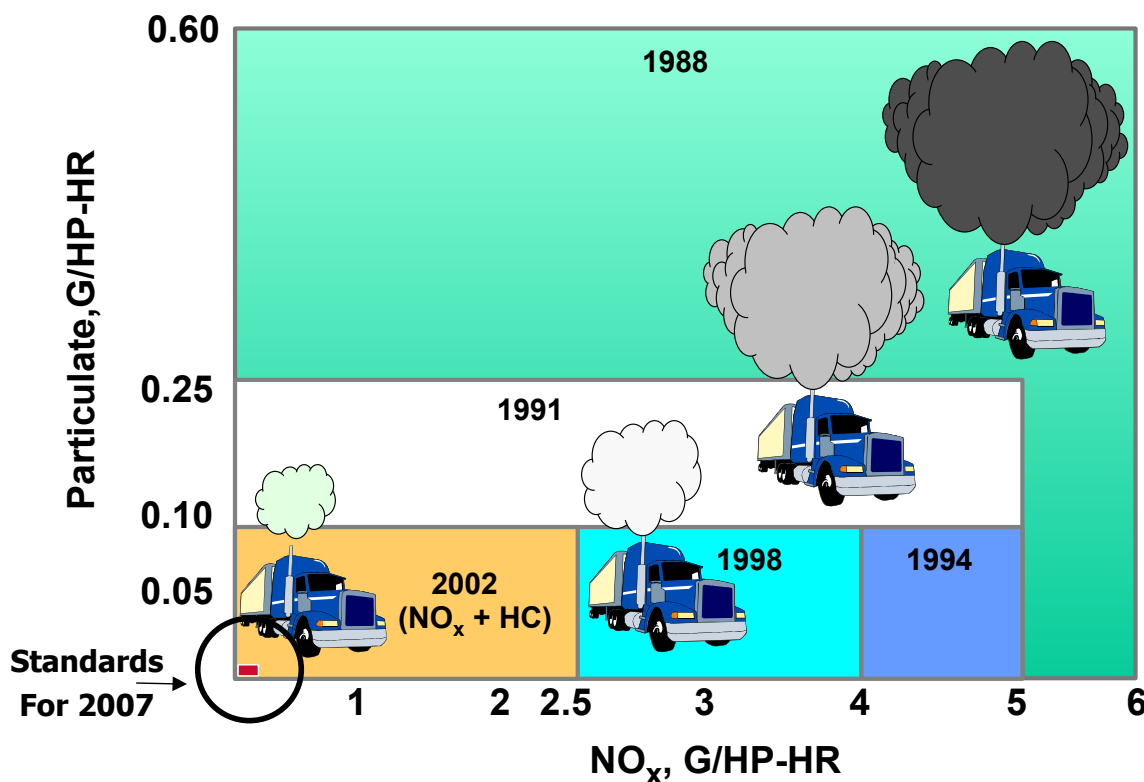 0.60
1988
Particulate,G/HP-HR
0.25
1991
0.10
1998
1994
0.05
2002
(NOx + HC)
Standards
For 2007
1 2 2.5 3 4 5 6
NOx, G/HP-HR